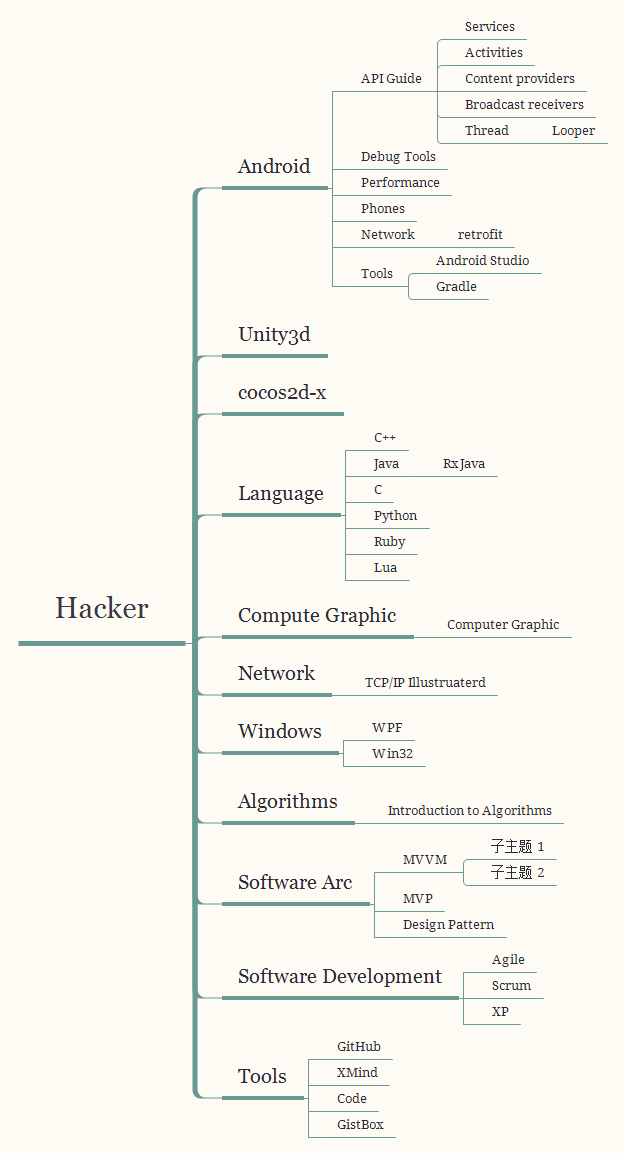 Hacker
Android
API Guide
Services
Activities
Content providers
Broadcast receivers
Thread Looper
Debug Tools
Performance
Phones
Network retrofit
Tools
Android Studio
Gradle
Unity3d
cocos2d-x
Language
C++
Java RxJava
C
Python
Ruby
Lua
Compute Graphic
Computer Graphic
Network
TCP/IP Illustruaterd
Windows
WPF
Win32
Algorithms
Introduction to Algorithms
Software Arc
MVVM
子主题 1
子主题 2
MVP
Design Pattern
Software Development
Agile
Scrum
XP
Tools
GitHub
XMind
Code
GistBox